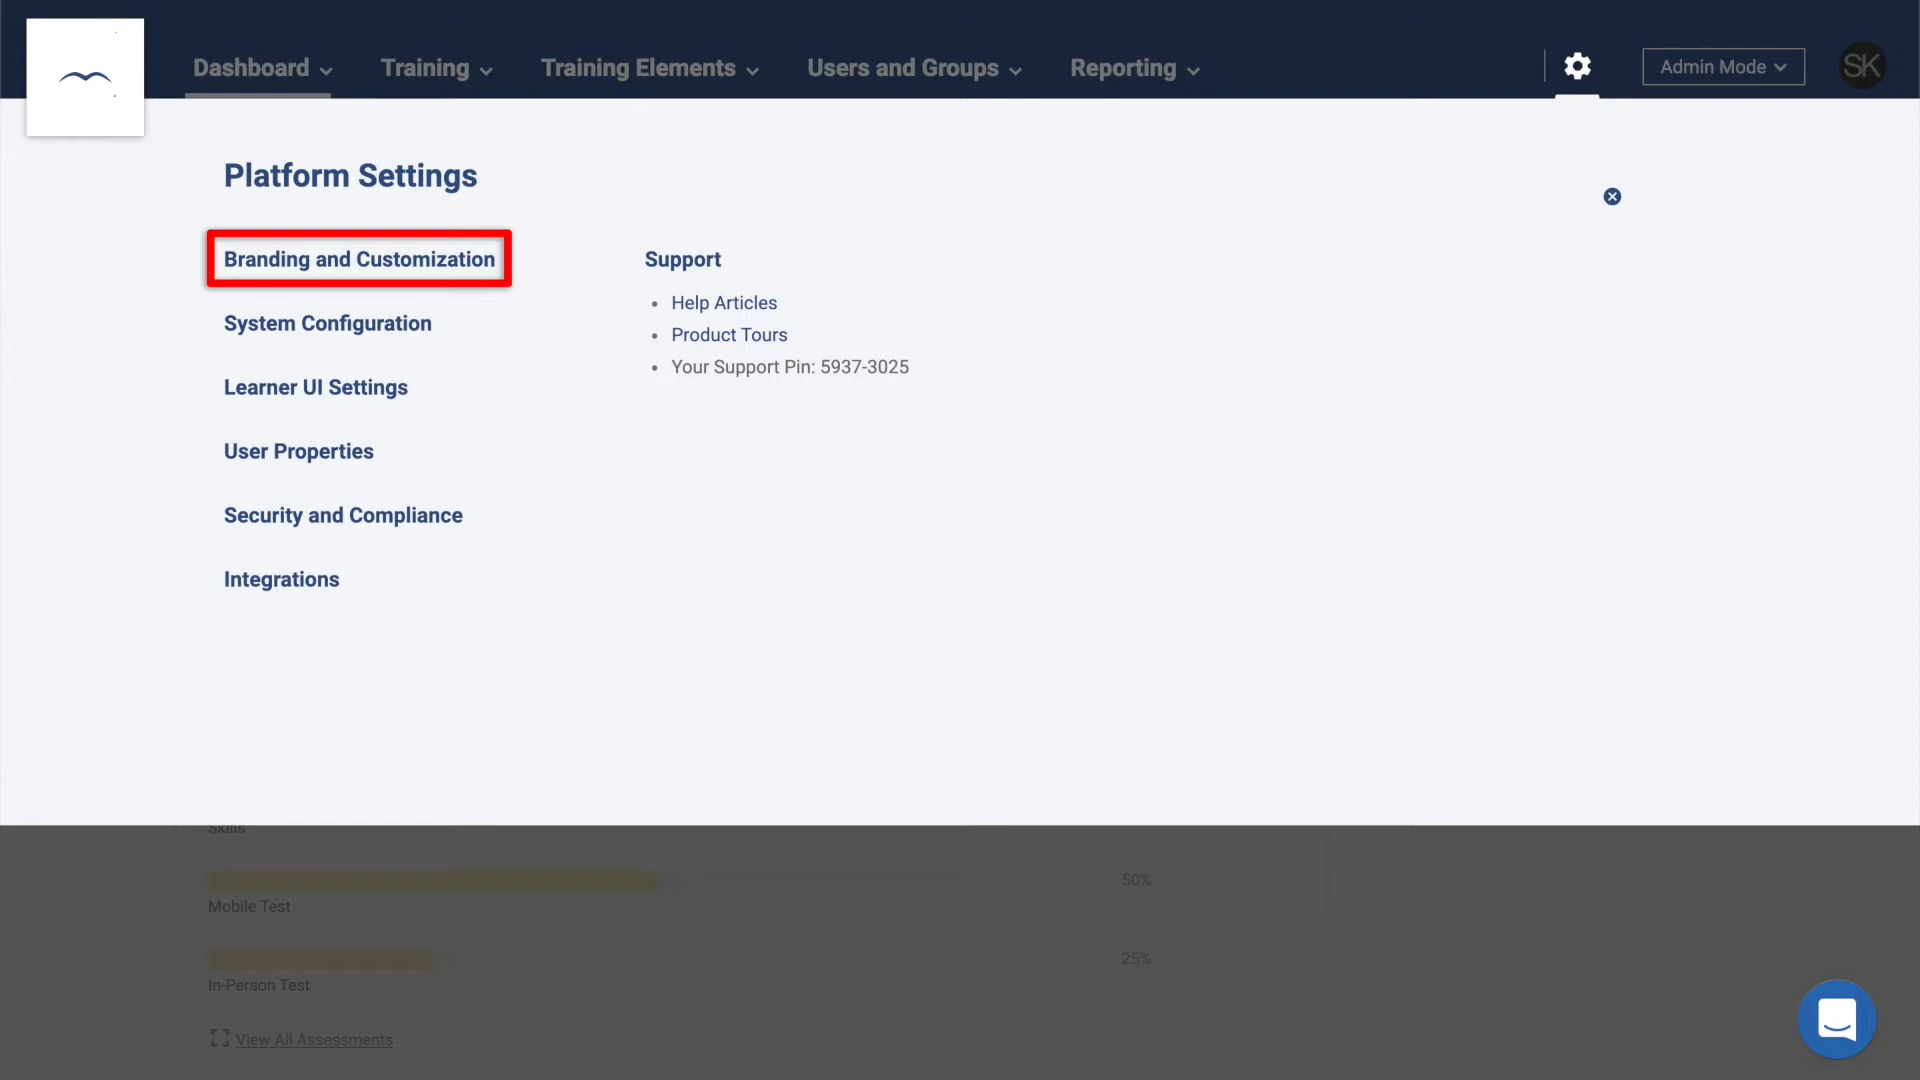 Dashboard
Training
Training Elements
Users and Groups
Reporting
Admin Mode
SK
Platform Settings
Branding and Customization
System Configuration
Learner UI Settings
User Properties
Security and Compliance
Integrations
Support
• Help Articles
• Product Tours
• Your Support Pin: 5937-3025
Skills
50%
Mobile Test
25%
In-Person Test
View All Assessments